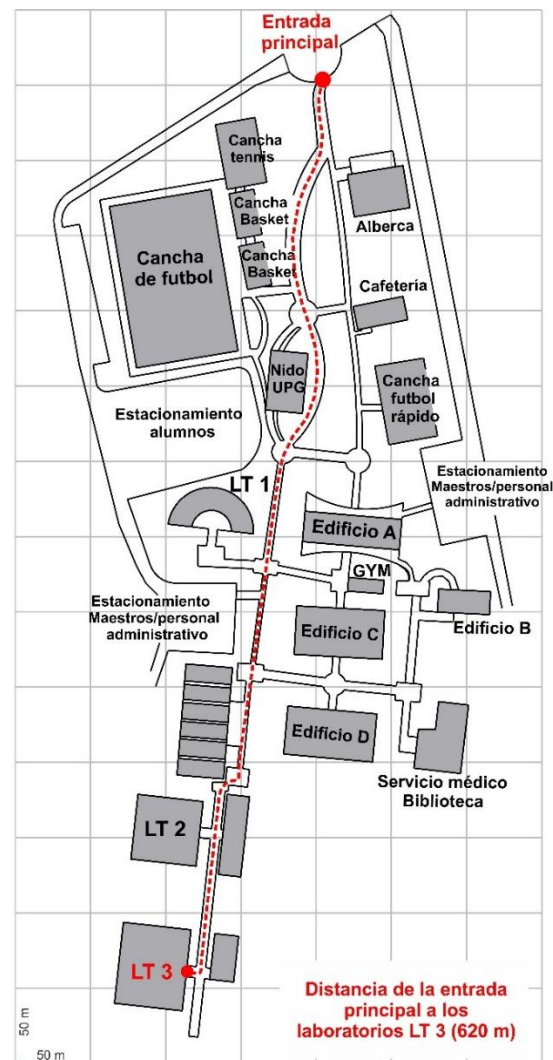 Entrada
principal
Cancha
tennis
Cancha
Basket
Alberca
Cancha
de futbol
Cancha
Basket
Cafetería
Nido
UPG
Cancha
futbol
rápido
Estacionamiento
alumnos
LT 1
Estacionamiento
Maestros/personal
administrativo
Edificio A
GYM
Estacionamiento
Maestros/personal
administrativo
Edificio C
Edificio B
Edificio D
Servicio médico
Biblioteca
LT 2
LT 3
Distancia de la entrada
principal a los
laboratorios LT 3 (620 m)
50 m
50 m